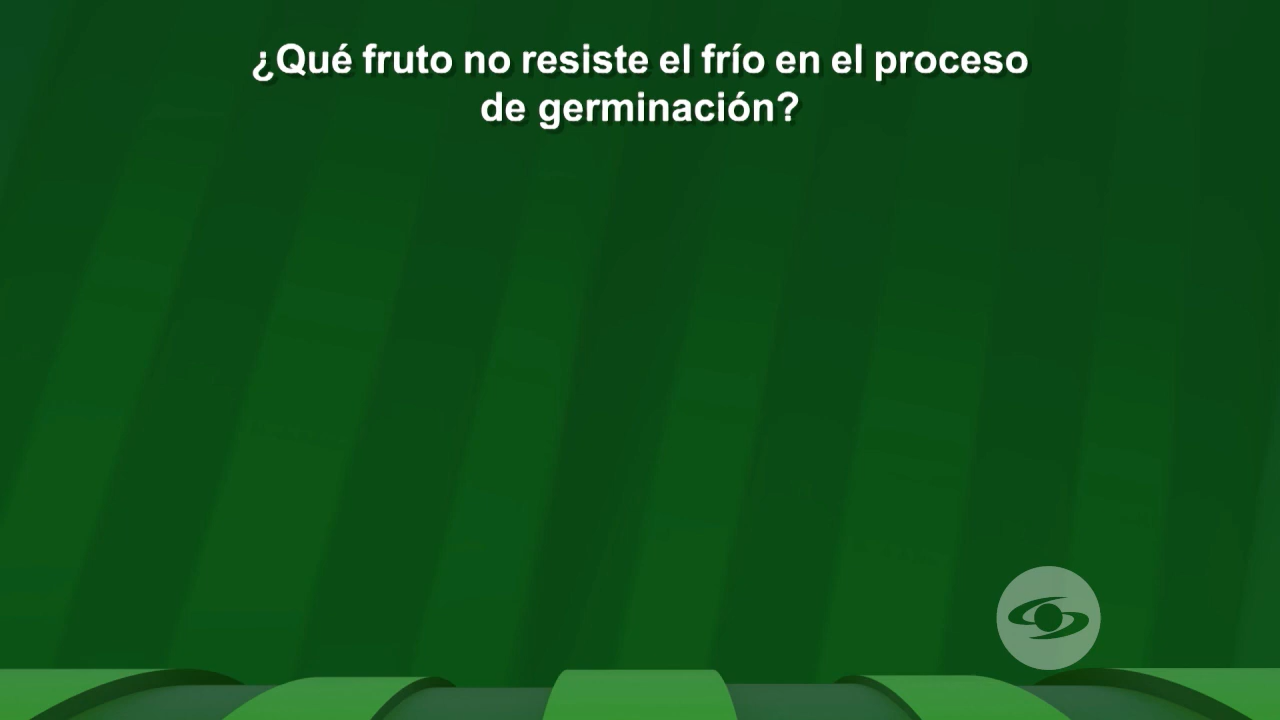 ¿Qué fruto no resiste el frío en el proceso
de germinación?